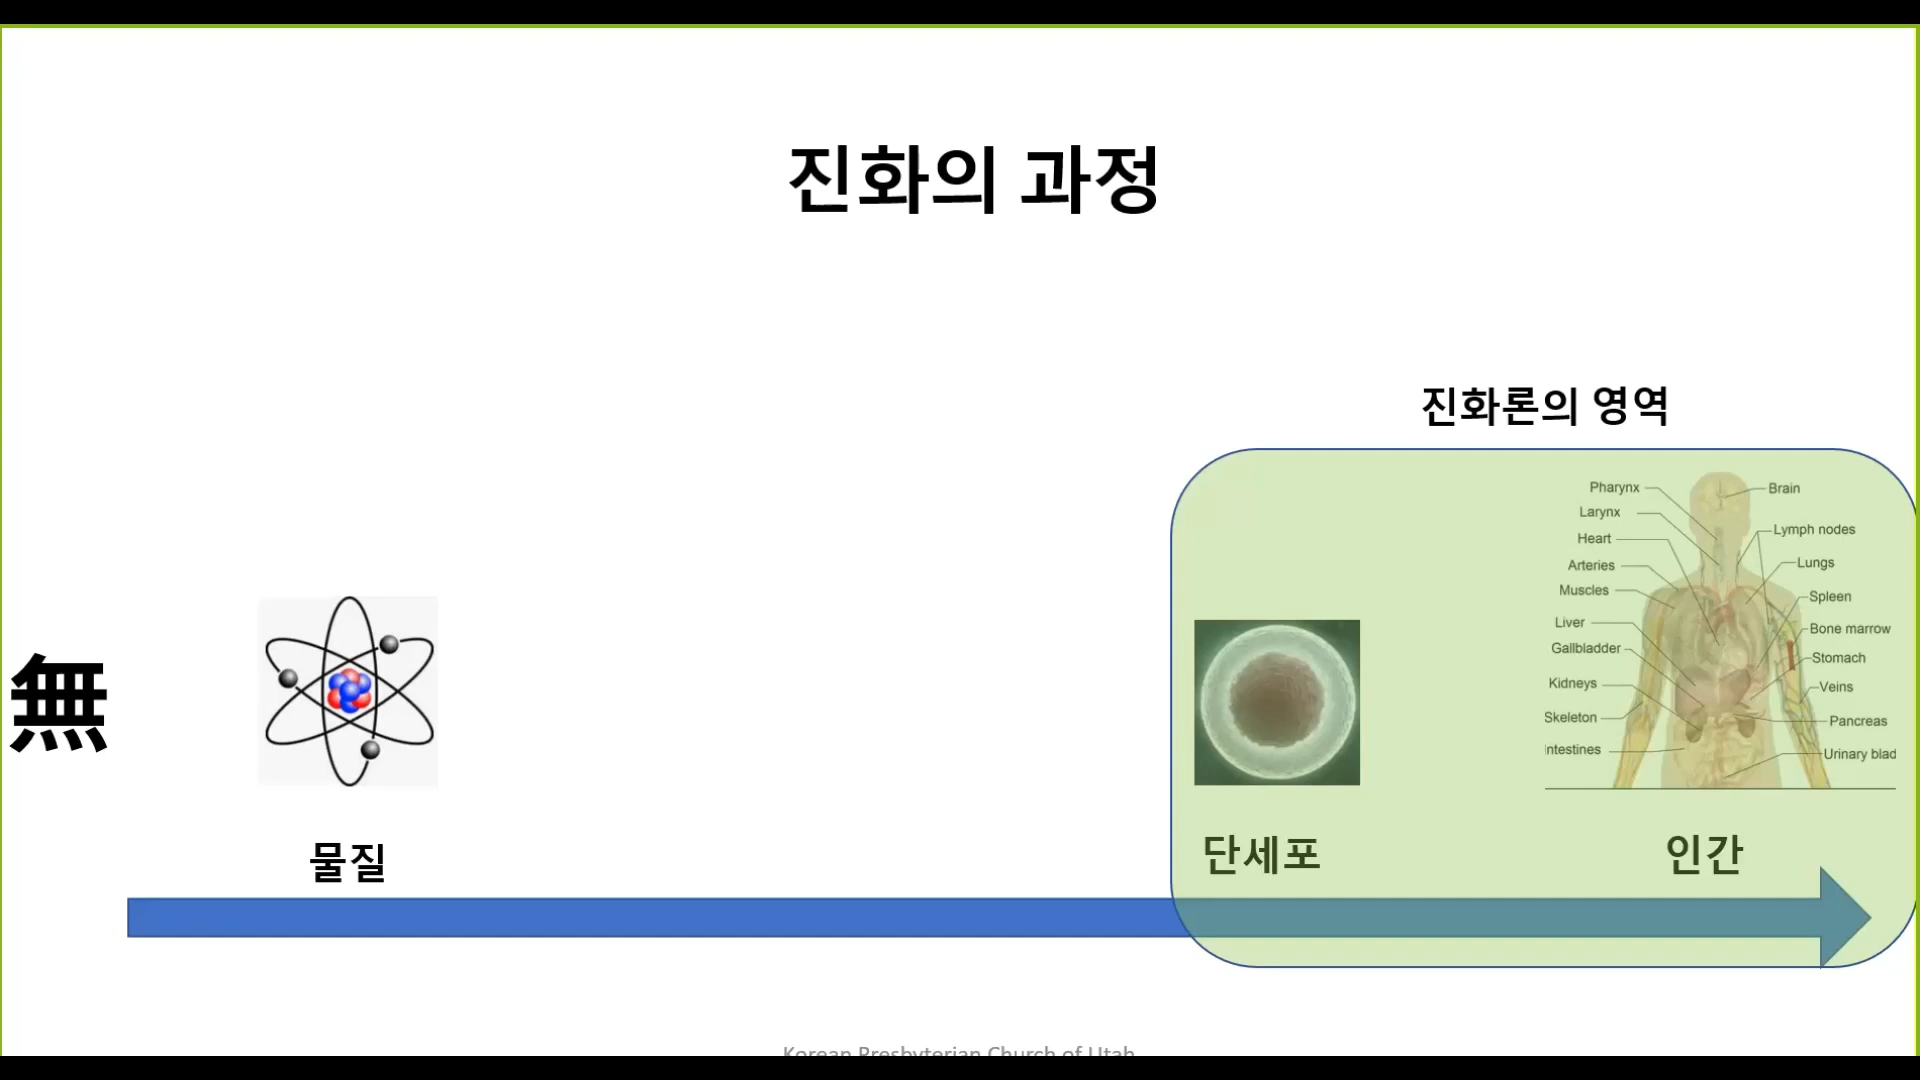 진화의 과정
진화론의 영역
Pharynx
Brain
Larynx
Lymph nodes
Heart
Lungs
Arteries
Muscles
Spleen
Liver
Bone marrow
Gallbladder
Stomach
Kidneys
Veins
Skeleton
Pancreas
ntestines
Urinary blad
無
물질
단세포
인간
Korean Presbyterian Church of Utah